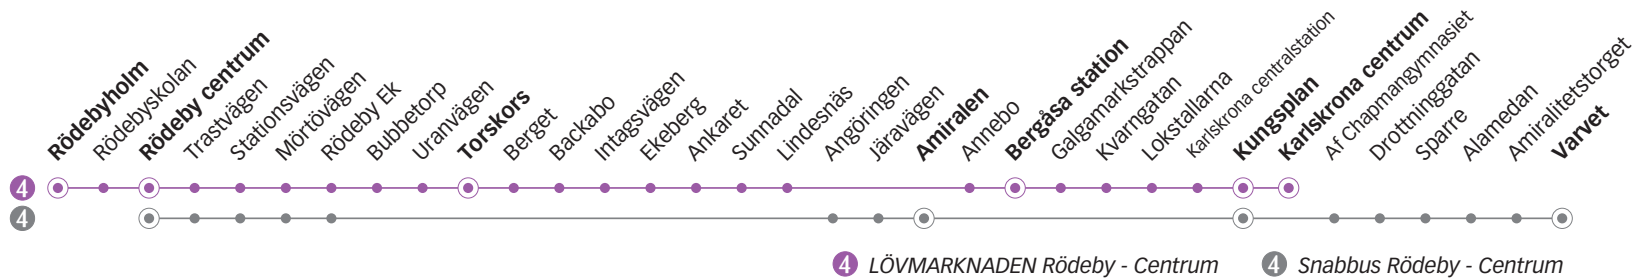 Rödebyholm
Rödebyskolan
Rödeby centrum
Trastvägen
Stationsvägen
Mörtövägen
Rödeby Ek
Bubbetorp
Uranvägen
Torskors
Berget
Backabo
Intagsvägen
Ekeberg
Ankaret
Sunnadal
Lindesnäs
Angöringen
Järavägen
Amiralen
Annebo
Bergåsa station
Galgamarkstrappan
Kvarngatan
Lokstallarna
Karlskrona centralstation
Kungsplan
Karlskrona centrum
Af Chapmangymnasiet
Drottninggatan
Sparre
Alamedan
Amiralitetstorget
Varvet
4
4
4 LÖVMARKNADEN Rödeby - Centrum
4 Snabbus Rödeby - Centrum